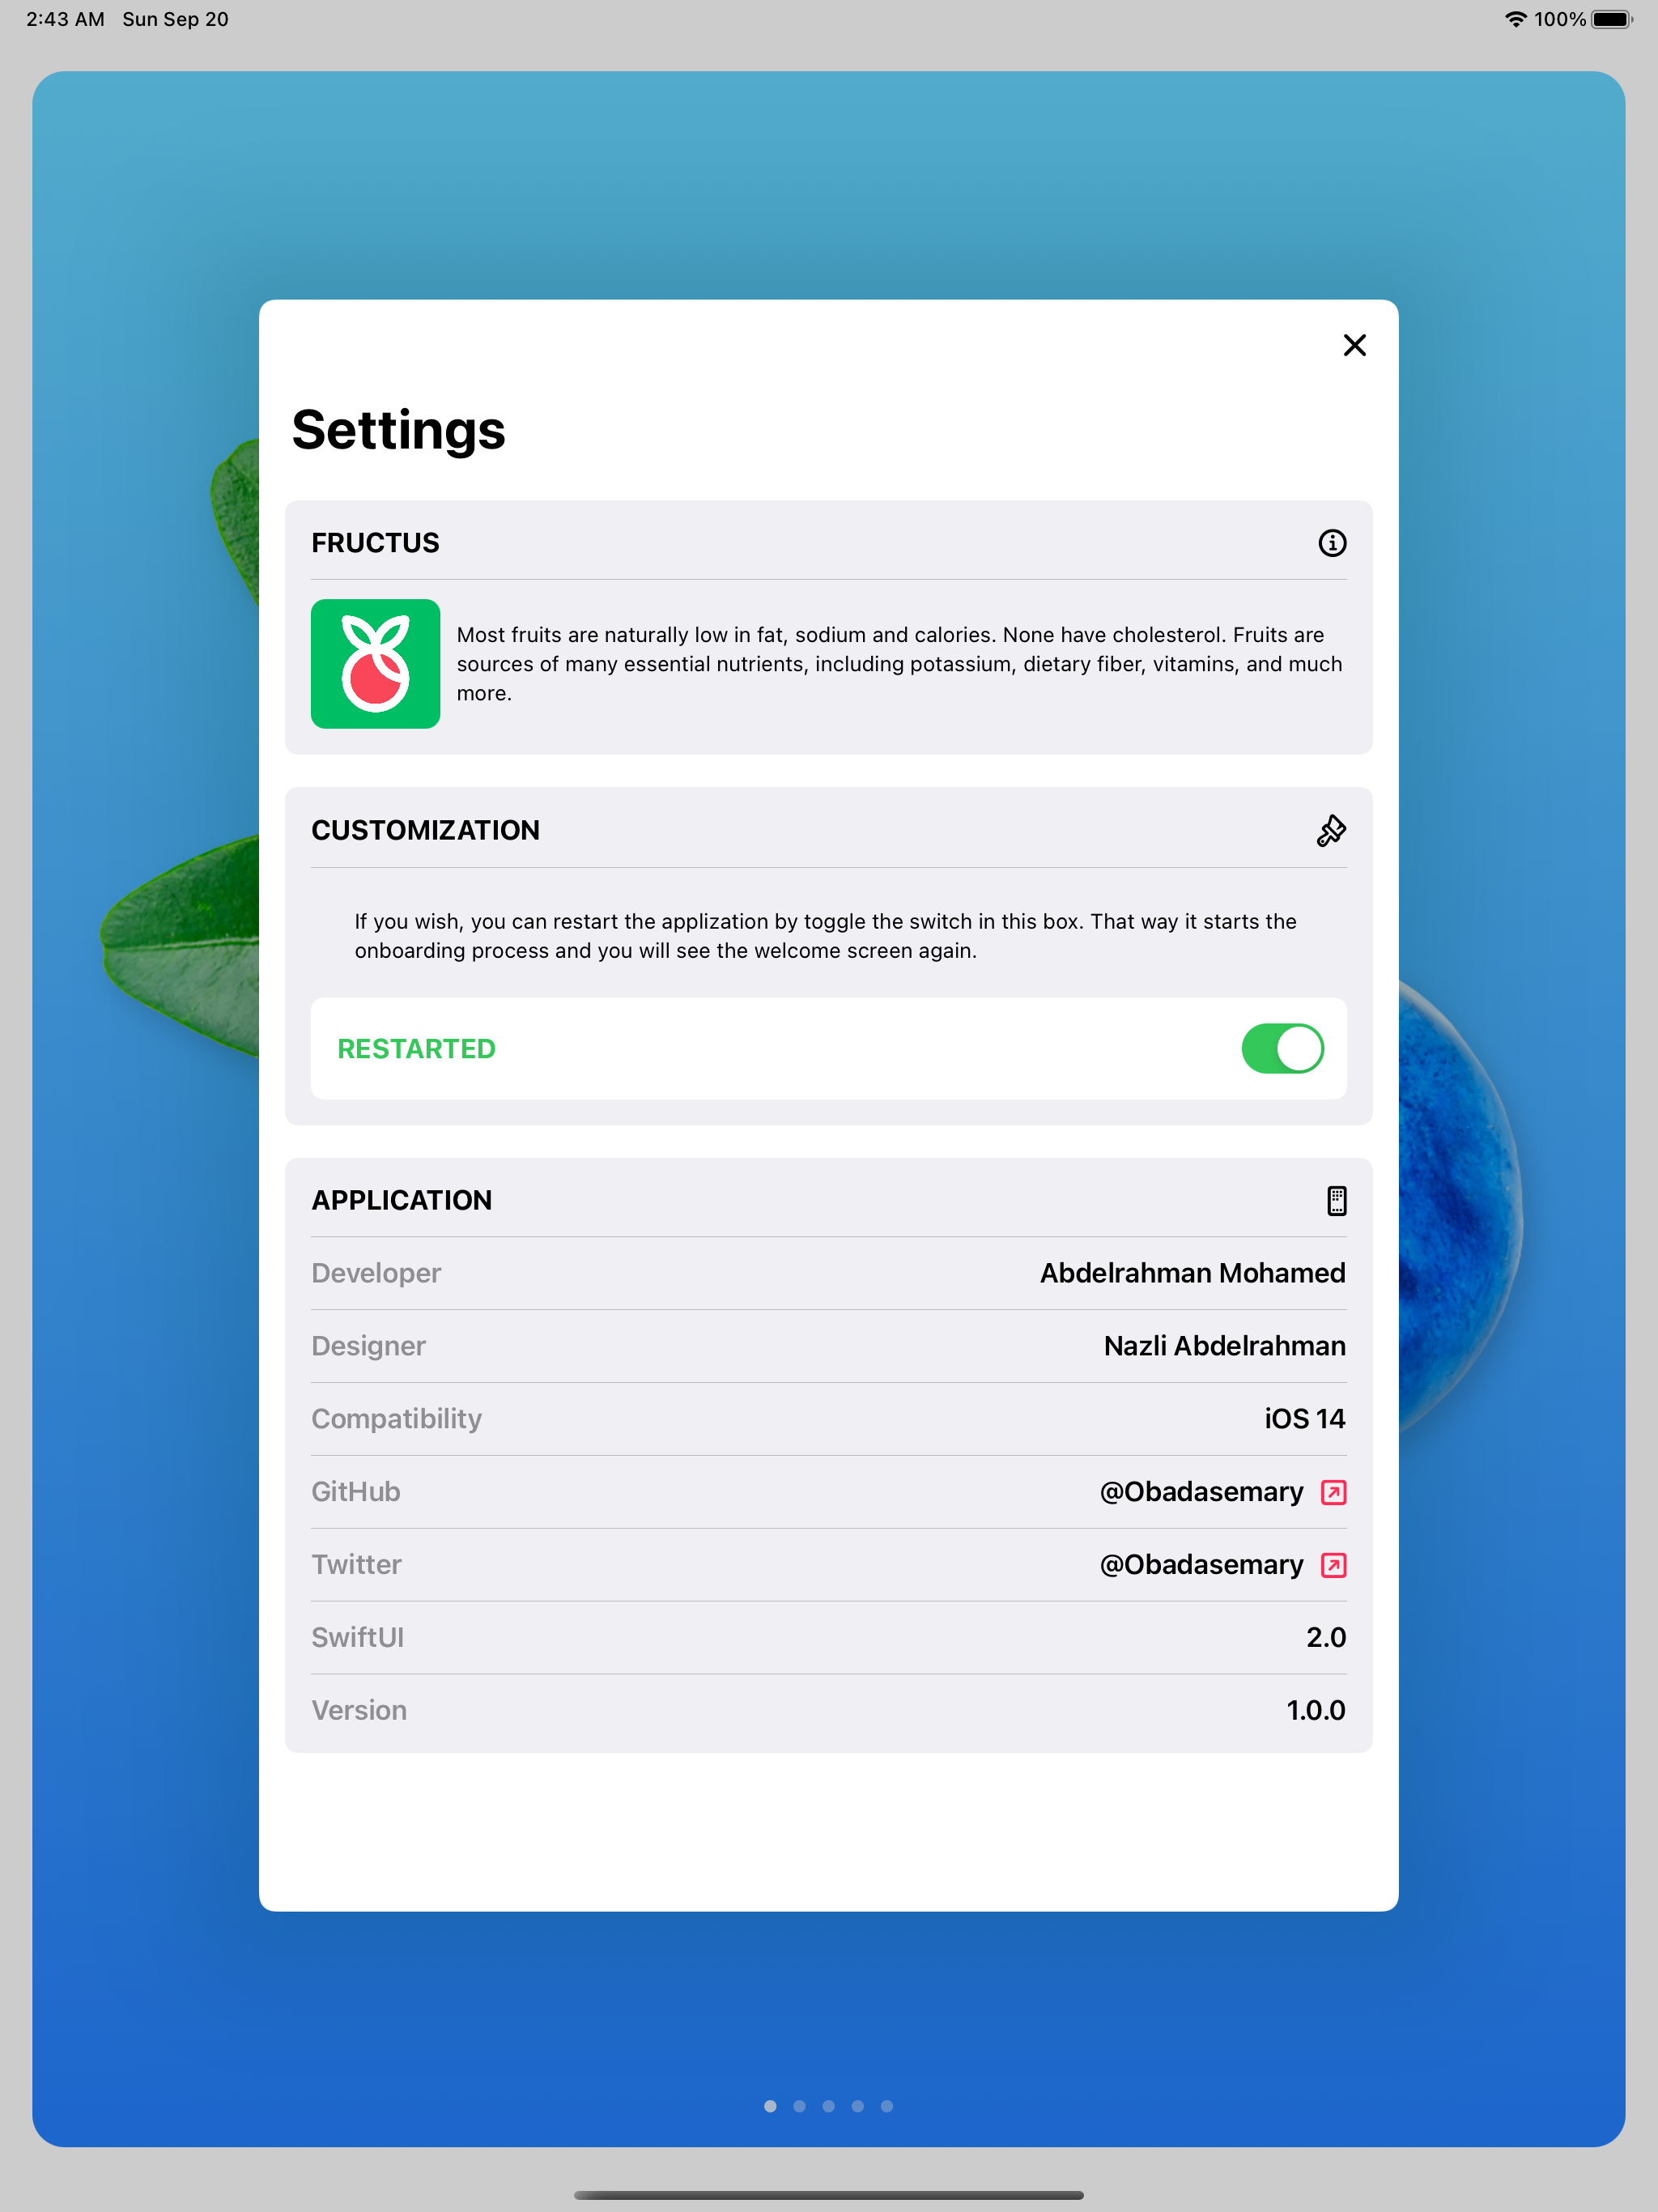 2:43 AM Sun Sep 20 100%
Settings
FRUCTUS
Most fruits are naturally low in fat, sodium and calories. None have cholesterol. Fruits are
sources of many essential nutrients, including potassium, dietary fiber, vitamins, and much
more.
CUSTOMIZATION
If you wish, you can restart the applization by toggle the switch in this box. That way it starts the
onboarding process and you will see the welcome screen again.
RESTARTED
APPLICATION
Developer Abdelrahman Mohamed
Designer Nazli Abdelrahman
Compatibility iOS 14
GitHub @Obadasemary
Twitter @Obadasemary
SwiftUI 2.0
Version 1.0.0